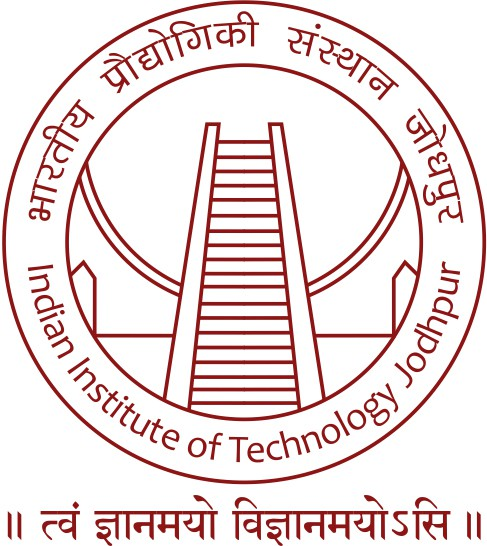 भारतीय प्रौद्योगिकी संस्थान जोधपुर
Indian Institute of Technology Jodhpur
॥ त्वं ज्ञानमयो विज्ञानमयोऽसि ॥